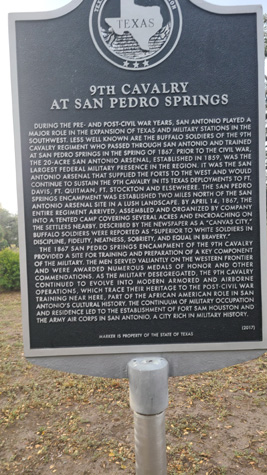 TEXAS
9TH CAVALRY
AT SAN PEDRO SPRINGS
DURING THE PRE- AND POST-CIVIL WAR YEARS, SAN ANTONIO PLAYED A
MAJOR ROLE IN THE EXPANSION OF TEXAS AND MILITARY STATIONS IN THE
SOUTHWEST. LESS WELL KNOWN ARE THE BUFFALO SOLDIERS OF THE 9TH
CAVALRY REGIMENT WHO PASSED THROUGH SAN ANTONIO AND TRAINED
AT SAN PEDRO SPRINGS IN THE SPRING OF 1867. PRIOR TO THE CIVIL WAR,
THE 20-ACRE SAN ANTONIO ARSENAL, ESTABLISHED IN 1859, WAS THE
LARGEST FEDERAL MILITARY PRESENCE IN THE REGION. IT WAS THE SAN
ANTONIO ARSENAL THAT SUPPLIED THE FORTS TO THE WEST AND WOULD
CONTINUE TO SUSTAIN THE 9TH CAVALRY IN ITS TEXAS DEPLOYMENTS TO FT.
DAVIS, FT. QUITMAN, FT. STOCKTON AND ELSEWHERE. THE SAN PEDRO
SPRINGS ENCAMPMENT WAS ESTABLISHED TWO MILES NORTH OF THE SAN
ANTONIO ARSENAL SITE IN A LUSH LANDSCAPE. BY APRIL 14, 1867, THE
ENTIRE REGIMENT ARRIVED, ASSEMBLED AND ORGANIZED BY COMPANY
INTO A TENTED CAMP COVERING SEVERAL ACRES AND ENCROACHING ON
THE SETTLERS NEARBY. DESCRIBED BY THE NEWSPAPER AS A "CANVAS CITY,"
BUFFALO SOLDIERS WERE REPORTED AS "SUPERIOR TO WHITE SOLDIERS IN
DISCIPLINE, FIDELITY, NEATNESS, SOBRIETY, AND EQUAL IN BRAVERY."
THE 1867 SAN PEDRO SPRINGS ENCAMPMENT OF THE 9TH CAVALRY
PROVIDED A SITE FOR TRAINING AND PREPARATION OF A KEY COMPONENT
OF THE MILITARY. THE MEN SERVED VALIANTLY ON THE WESTERN FRONTIER
AND WERE AWARDED NUMEROUS MEDALS OF HONOR AND OTHER
COMMENDATIONS. AS THE MILITARY DESEGREGATED, THE 9TH CAVALRY
CONTINUED TO EVOLVE INTO MODERN ARMORED AND AIRBORNE
OPERATIONS, WHICH TRACE THEIR HERITAGE TO THE POST-CIVIL WAR
TRAINING NEAR HERE, PART OF THE AFRICAN AMERICAN ROLE IN SAN
ANTONIO'S CULTURAL HISTORY. THE CONTINUUM OF MILITARY OCCUPATION
AND RESIDENCE LED TO THE ESTABLISHMENT OF FORT SAM HOUSTON AND
THE ARMY AIR CORPS IN SAN ANTONIO, A CITY RICH IN MILITARY HISTORY.
(2017)
MARKER IS PROPERTY OF THE STATE OF TEXAS